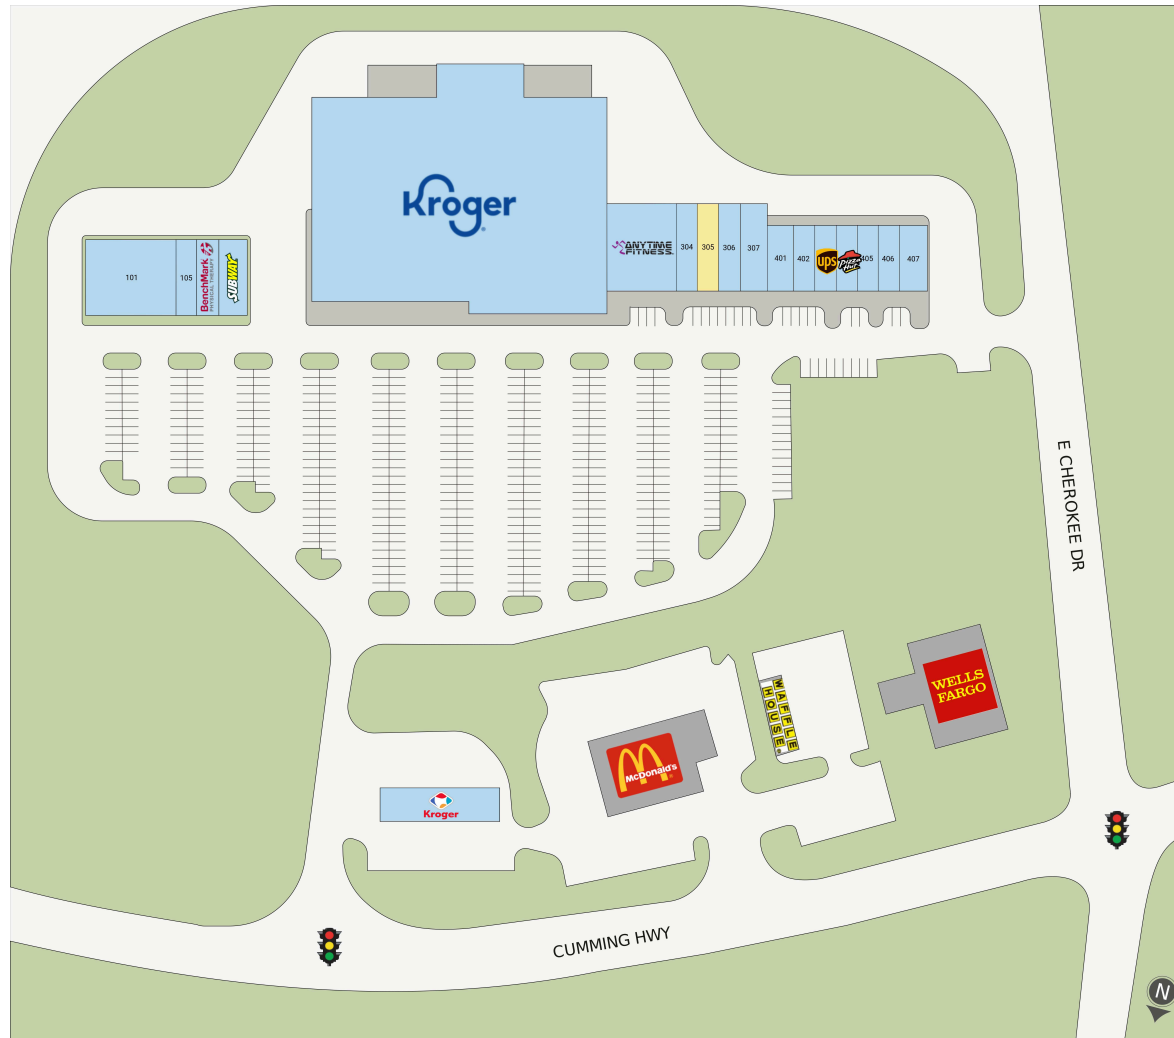 Kroger
ANYTIME
FITNESS.
304
305
306
307
401
402
ups
Pizza
Hut
405
406
407
101
105
BenchMark
PHYSICAL THERAPY
SUBWAY
E CHEROKEE DR
WELLS
FARGO
WAFFLE
HOUSE
McDonald's
Kroger
CUMMING HWY
N